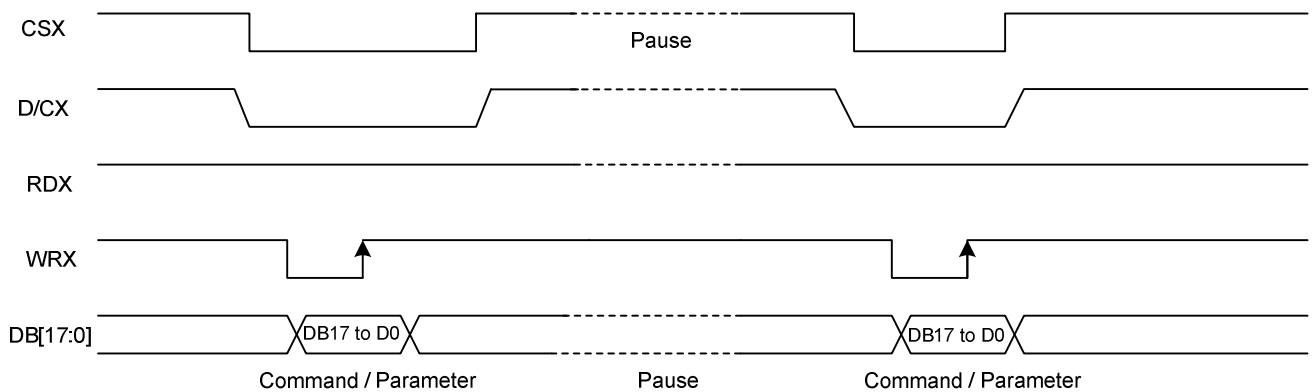 CSX
Pause
D/CX
RDX
WRX
DB[17:0]
DB17 to D0
DB17 to D0
Command / Parameter
Pause
Command / Parameter